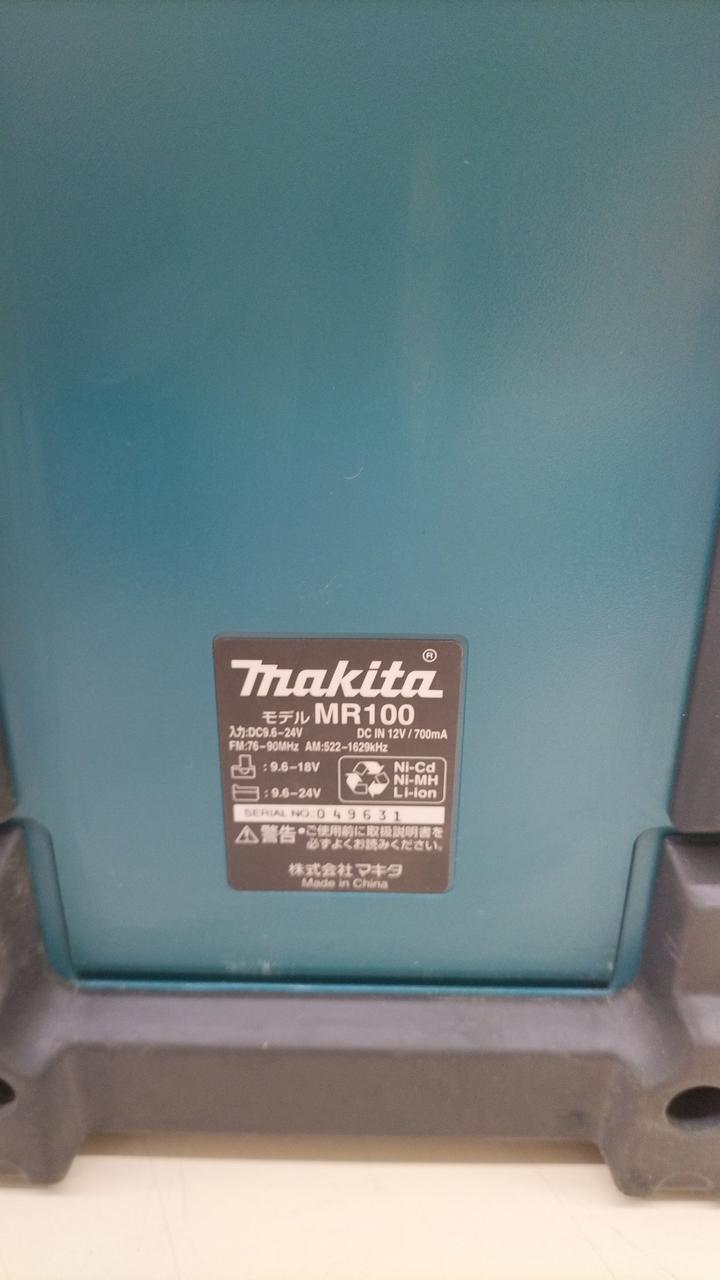 makita®
モデル MR100
入力:DC9.6-24V DC IN 12V / 700mA
FM:76-90MHz AM:522-1629kHz
: 9.6-18V
: 9.6-24V
Ni-Cd
Ni-MH
Li-ion
SERIAL NO. 049631
警告 •ご使用前に取扱説明書を
必ずよくお読みください。
株式会社 マキタ
Made in China